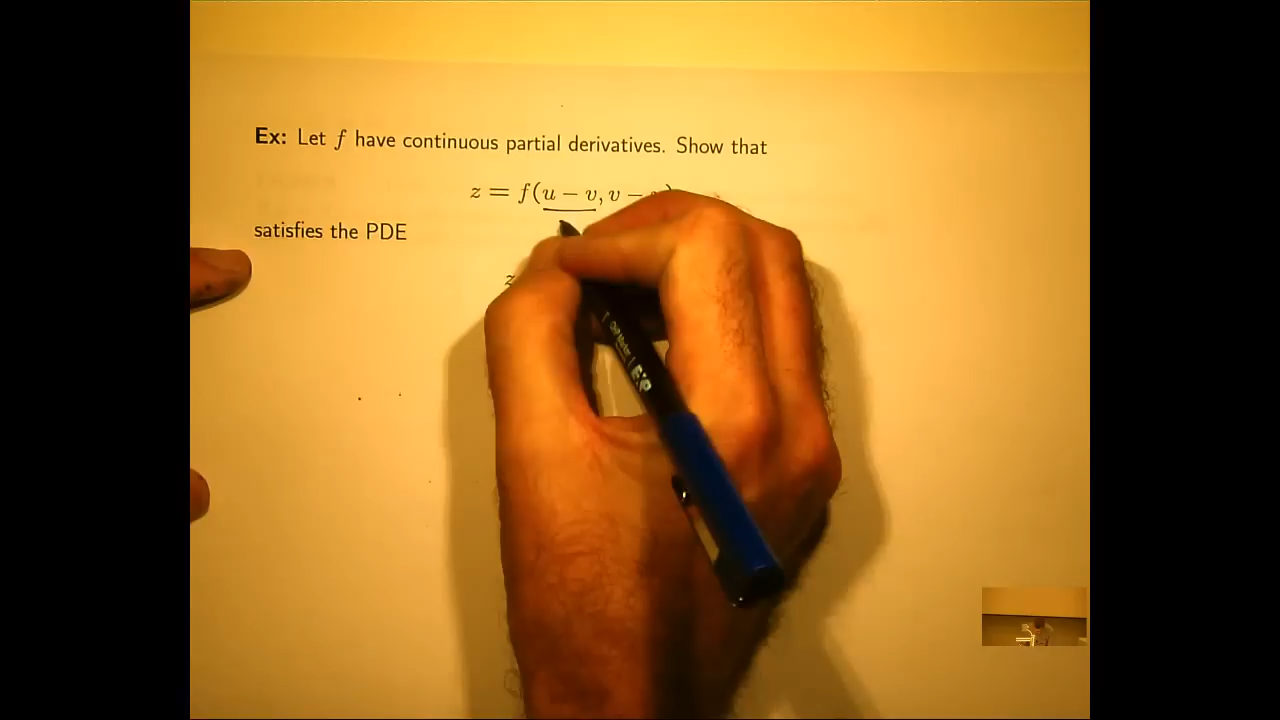 Ex: Let f have continuous partial derivatives. Show that
z = f(u − v, v −
satisfies the PDE
z